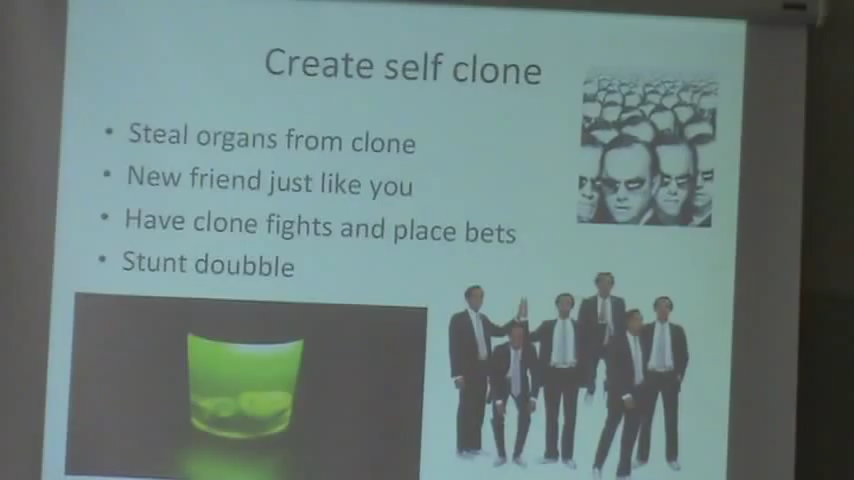 Create self clone
• Steal organs from clone
• New friend just like you
• Have clone fights and place bets
• Stunt doubble